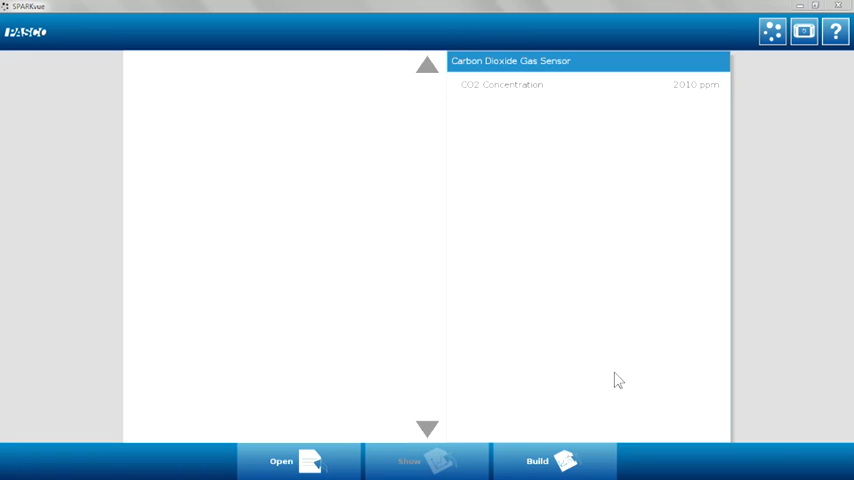 SPARKvue
PASCO
?
Carbon Dioxide Gas Sensor
CO2 Concentration 2010 ppm
Open Show Build